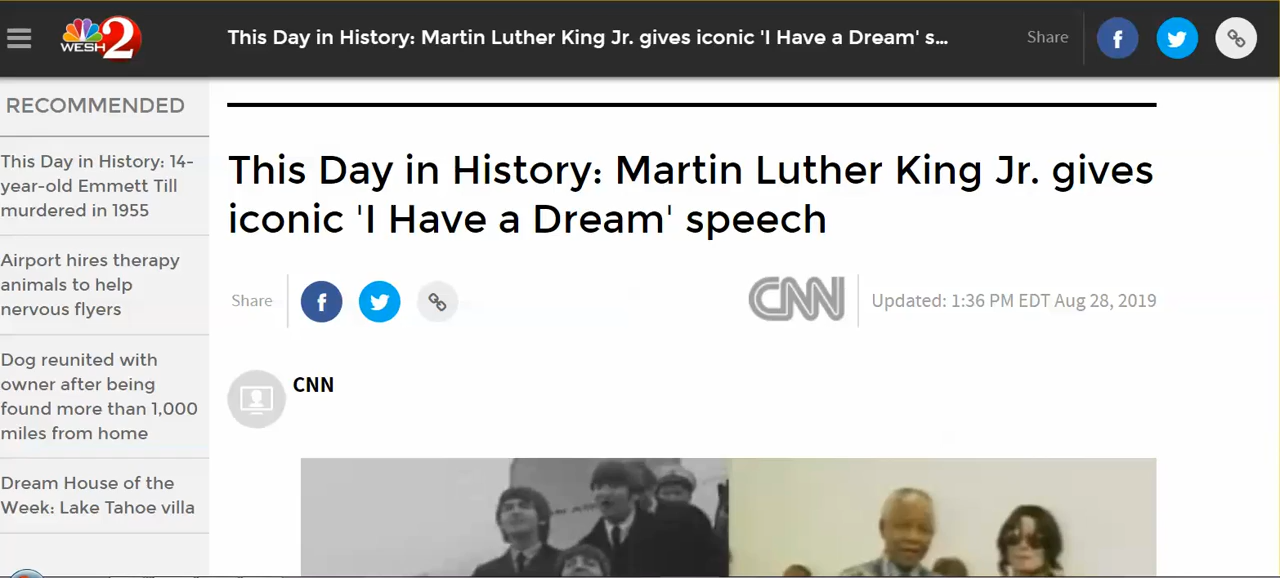 WESH 2
This Day in History: Martin Luther King Jr. gives iconic 'I Have a Dream' s...
Share
RECOMMENDED
This Day in History: 14-
year-old Emmett Till
murdered in 1955
Airport hires therapy
animals to help
nervous flyers
Dog reunited with
owner after being
found more than 1,000
miles from home
Dream House of the
Week: Lake Tahoe villa
This Day in History: Martin Luther King Jr. gives
iconic 'I Have a Dream' speech
Share
CNN
Updated: 1:36 PM EDT Aug 28, 2019
CNN